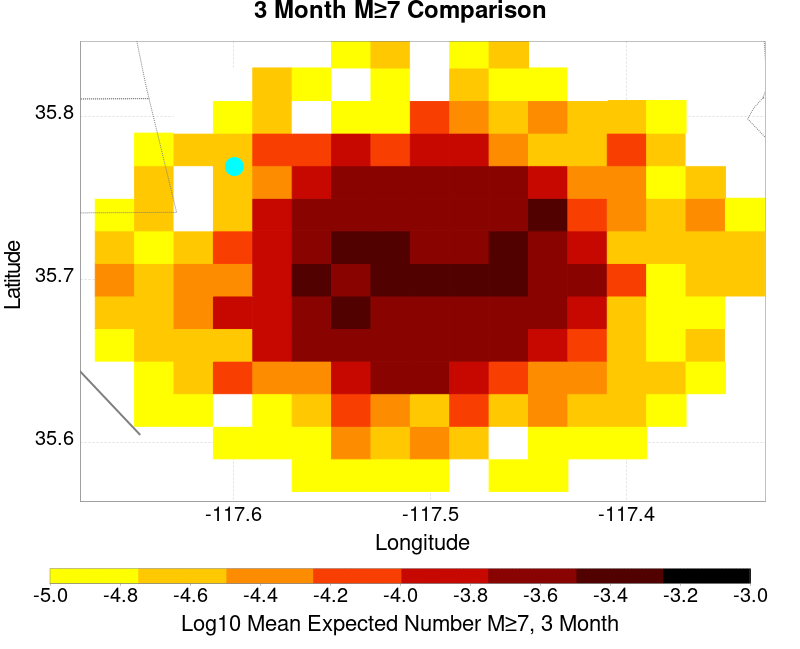 3 Month M≥7 Comparison
35.8
35.7
35.6
Latitude
-117.6 -117.5 -117.4
Longitude
-5.0 -4.8 -4.6 -4.4 -4.2 -4.0 -3.8 -3.6 -3.4 -3.2 -3.0
Log10 Mean Expected Number M≥7, 3 Month